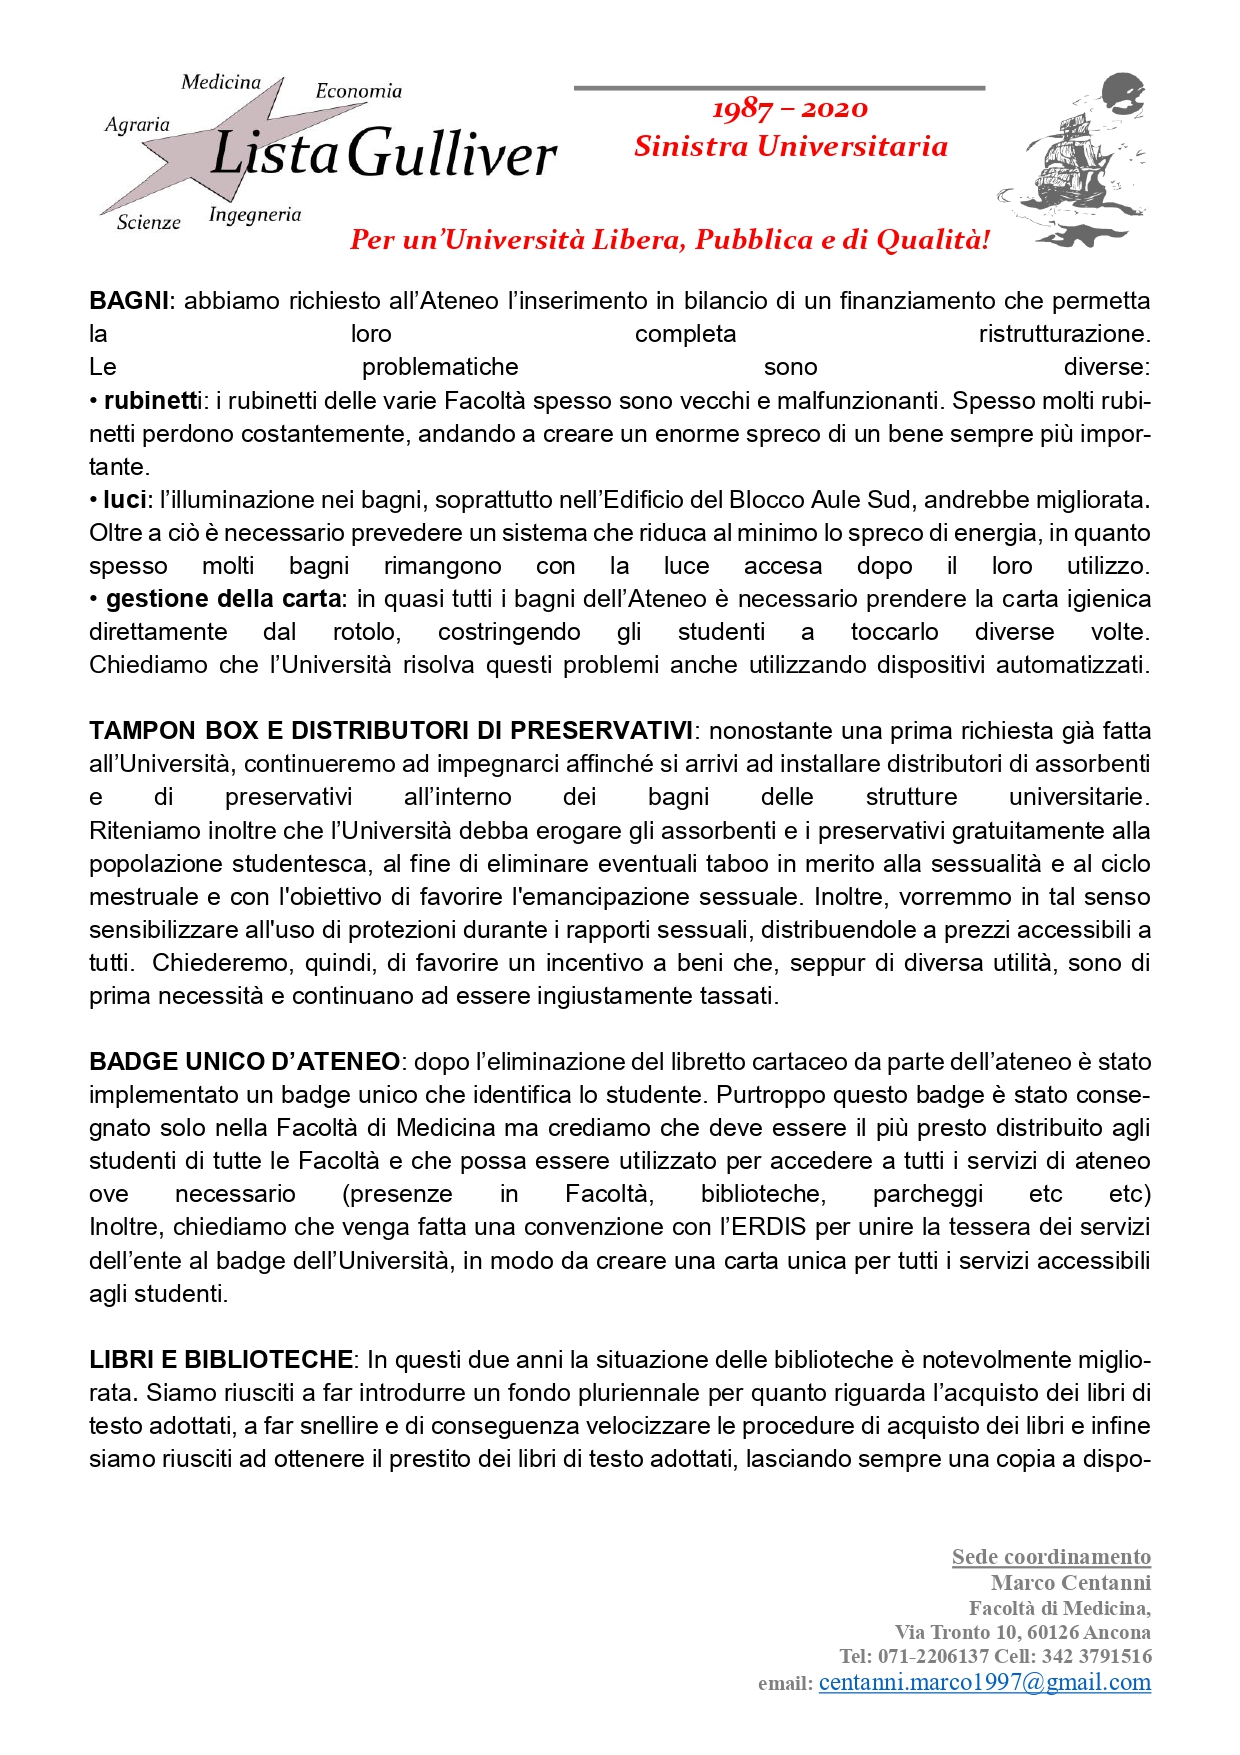 Medicina
Economia
Agraria
Lista Gulliver
Scienze
Ingegneria
1987 – 2020
Sinistra Universitaria
Per un’Università Libera, Pubblica e di Qualità!
BAGNI: abbiamo richiesto all’Ateneo l’inserimento in bilancio di un finanziamento che permetta
la loro completa ristrutturazione.
Le problematiche sono diverse:
• rubinetti: i rubinetti delle varie Facoltà spesso sono vecchi e malfunzionanti. Spesso molti rubi-
netti perdono costantemente, andando a creare un enorme spreco di un bene sempre più impor-
tante.
• luci: l’illuminazione nei bagni, soprattutto nell’Edificio del Blocco Aule Sud, andrebbe migliorata.
Oltre a ciò è necessario prevedere un sistema che riduca al minimo lo spreco di energia, in quanto
spesso molti bagni rimangono con la luce accesa dopo il loro utilizzo.
• gestione della carta: in quasi tutti i bagni dell’Ateneo è necessario prendere la carta igienica
direttamente dal rotolo, costringendo gli studenti a toccarlo diverse volte.
Chiediamo che l’Università risolva questi problemi anche utilizzando dispositivi automatizzati.
TAMPON BOX E DISTRIBUTORI DI PRESERVATIVI: nonostante una prima richiesta già fatta
all’Università, continueremo ad impegnarci affinché si arrivi ad installare distributori di assorbenti
e di preservativi all’interno dei bagni delle strutture universitarie.
Riteniamo inoltre che l’Università debba erogare gli assorbenti e i preservativi gratuitamente alla
popolazione studentesca, al fine di eliminare eventuali taboo in merito alla sessualità e al ciclo
mestruale e con l'obiettivo di favorire l'emancipazione sessuale. Inoltre, vorremmo in tal senso
sensibilizzare all'uso di protezioni durante i rapporti sessuali, distribuendole a prezzi accessibili a
tutti. Chiederemo, quindi, di favorire un incentivo a beni che, seppur di diversa utilità, sono di
prima necessità e continuano ad essere ingiustamente tassati.
BADGE UNICO D’ATENEO: dopo l’eliminazione del libretto cartaceo da parte dell’ateneo è stato
implementato un badge unico che identifica lo studente. Purtroppo questo badge è stato conse-
gnato solo nella Facoltà di Medicina ma crediamo che deve essere il più presto distribuito agli
studenti di tutte le Facoltà e che possa essere utilizzato per accedere a tutti i servizi di ateneo
ove necessario (presenze in Facoltà, biblioteche, parcheggi etc etc)
Inoltre, chiediamo che venga fatta una convenzione con l’ERDIS per unire la tessera dei servizi
dell’ente al badge dell’Università, in modo da creare una carta unica per tutti i servizi accessibili
agli studenti.
LIBRI E BIBLIOTECHE: In questi due anni la situazione delle biblioteche è notevolmente miglio-
rata. Siamo riusciti a far introdurre un fondo pluriennale per quanto riguarda l’acquisto dei libri di
testo adottati, a far snellire e di conseguenza velocizzare le procedure di acquisto dei libri e infine
siamo riusciti ad ottenere il prestito dei libri di testo adottati, lasciando sempre una copia a dispo-
Sede coordinamento
Marco Centanni
Facoltà di Medicina,
Via Tronto 10, 60126 Ancona
Tel: 071-2206137 Cell: 342 3791516
email: centanni.marco1997@gmail.com